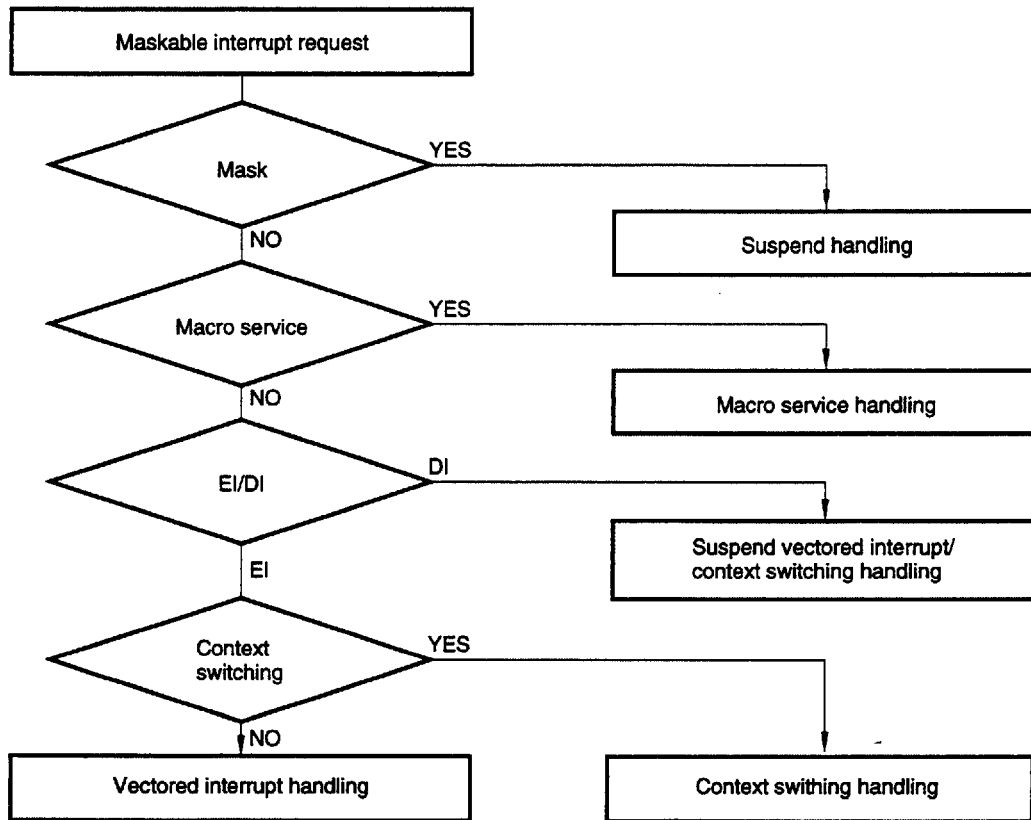 Maskable interrupt request
Mask
YES
NO
Suspend handling
Macro service
YES
NO
Macro service handling
EI/DI
DI
EI
Suspend vectored interrupt/
context switching handling
Context
switching
YES
NO
Vectored interrupt handling
Context swithing handling